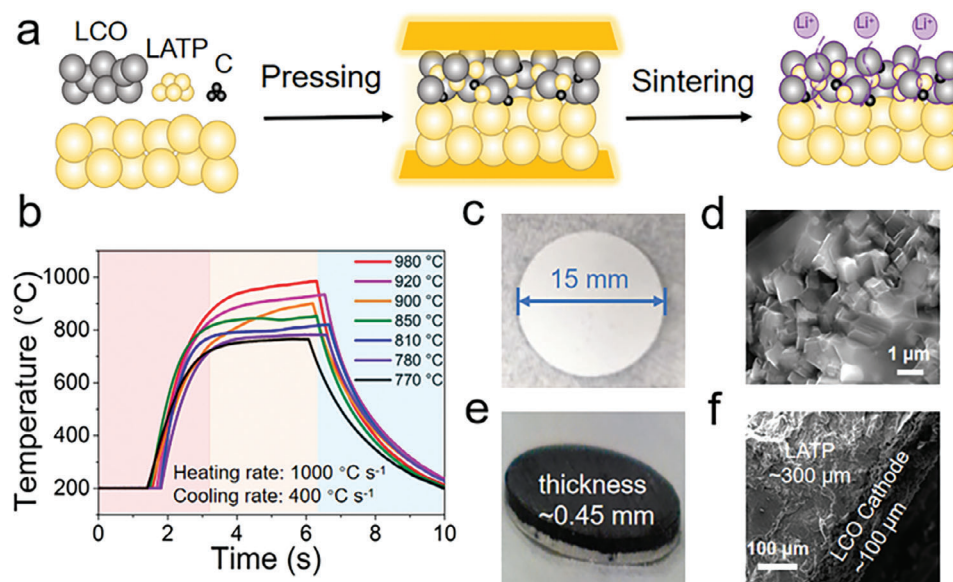 a
LCO
LATP
C
Pressing
Sintering
Li⁺
Li⁺
Li⁺
b
Temperature (°C)
1000
800
600
400
200
980 °C
920 °C
900 °C
850 °C
810 °C
780 °C
770 °C
Heating rate: 1000 °C s⁻¹
Cooling rate: 400 °C s⁻¹
0
2
4
6
8
10
Time (s)
c
15 mm
d
1 μm
e
thickness
~0.45 mm
f
LATP
~300 μm
LCO Cathode
~100 μm
100 μm